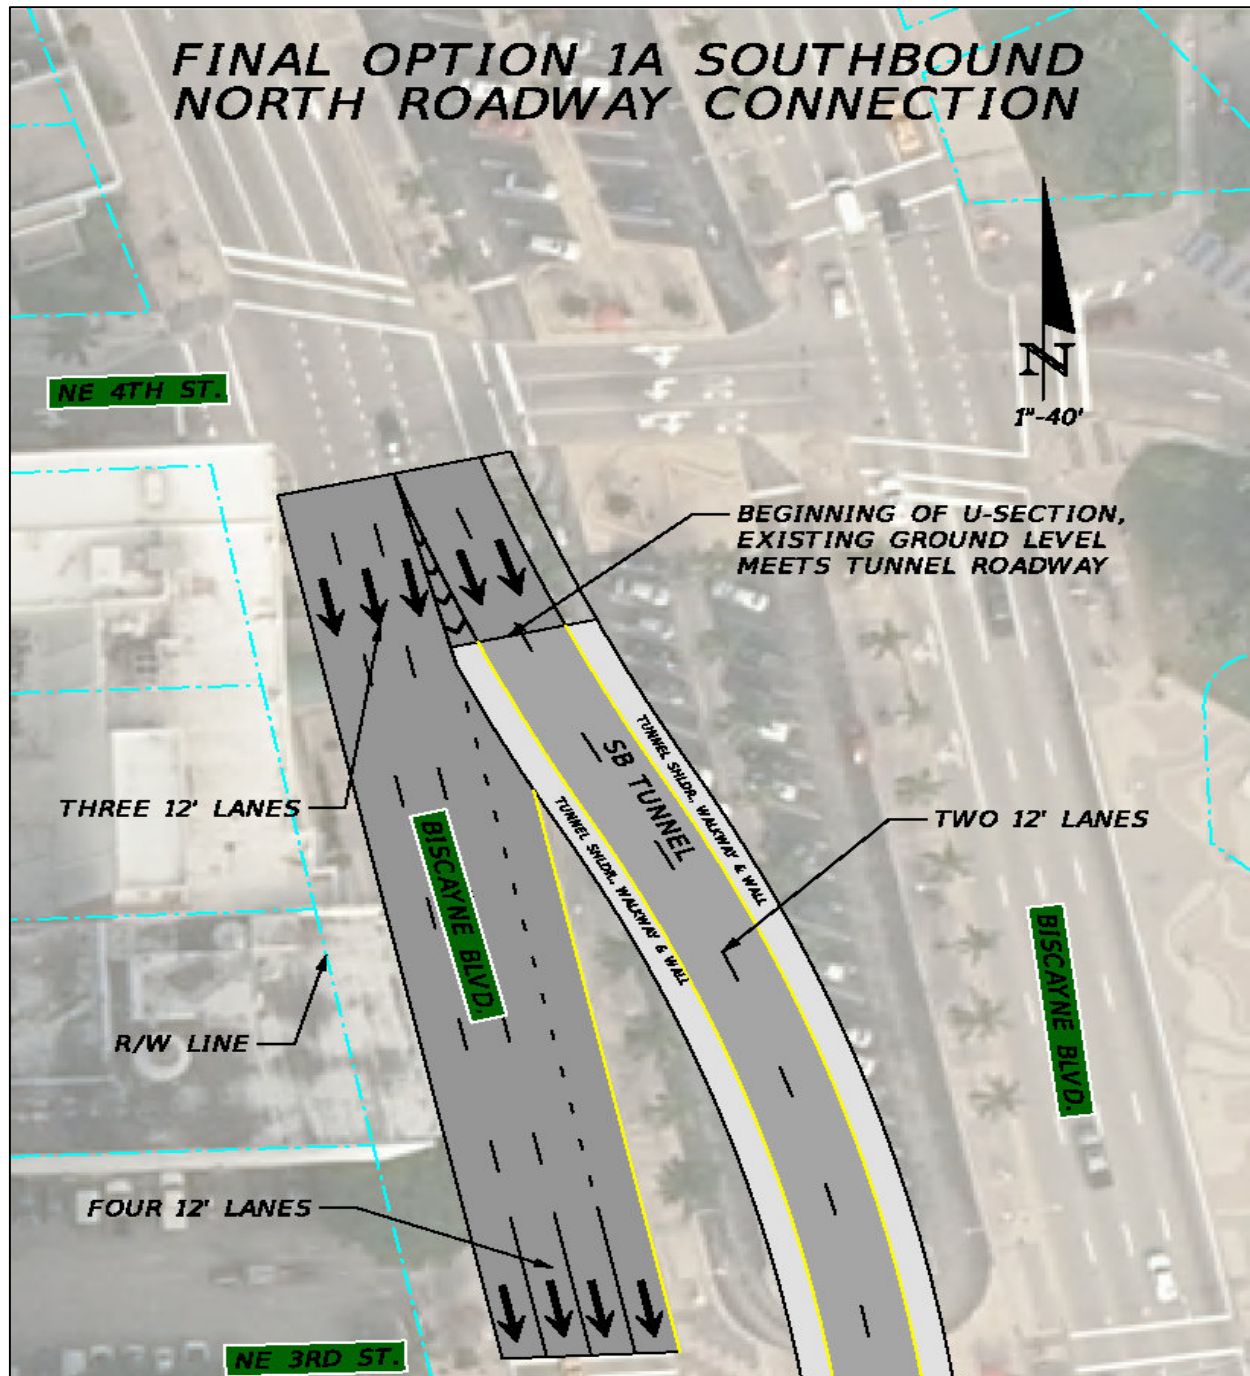 FINAL OPTION 1A SOUTHBOUND
NORTH ROADWAY CONNECTION
N
1"-40'
NE 4TH ST.
BEGINNING OF U-SECTION,
EXISTING GROUND LEVEL
MEETS TUNNEL ROADWAY
TUNNEL SHLDR, WALKWAY & WALL
SB TUNNEL
TUNNEL SHLDR, WALKWAY & WALL
THREE 12' LANES
TWO 12' LANES
BISCAYNE BLVD.
BISCAYNE BLVD.
R/W LINE
FOUR 12' LANES
NE 3RD ST.